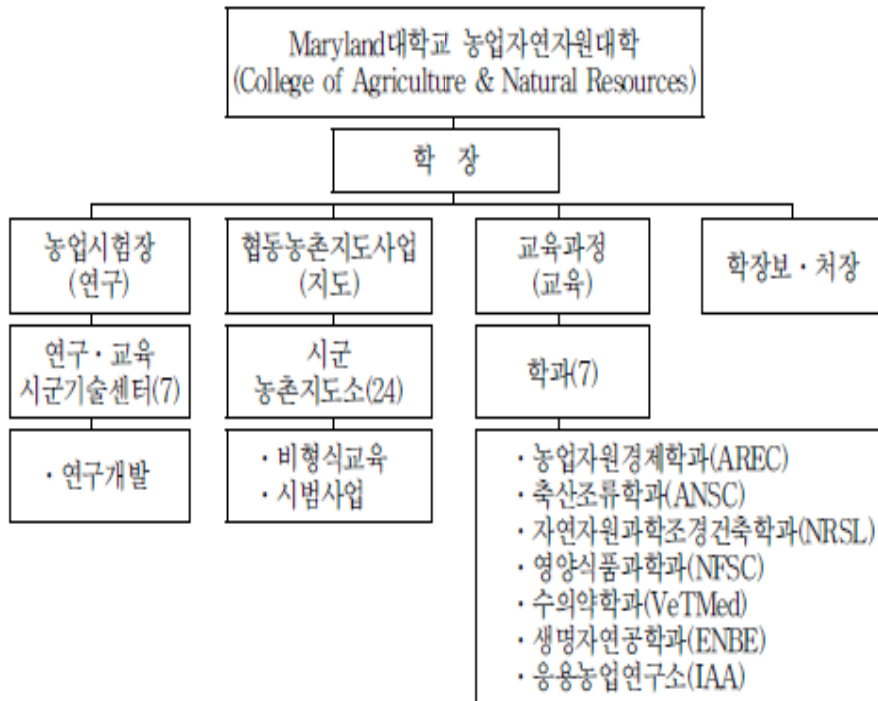 Maryland대학교 농업자연자원대학
(College of Agriculture & Natural Resources)
학 장
농업시험장
(연구)
협동농촌지도사업
(지도)
교육과정
(교육)
학장보·처장
연구·교육
시군기술센터(7)
시군
농촌지도소(24)
학과(7)
·연구개발
·비형식교육
·시범사업
·농업자원경제학과(AREC)
·축산조류학과(ANSC)
·자연자원과학조경건축학과(NRSL)
·영양식품과학과(NFSC)
·수의약학과(VeTMed)
·생명자연공학과(ENBE)
·응용농업연구소(IAA)